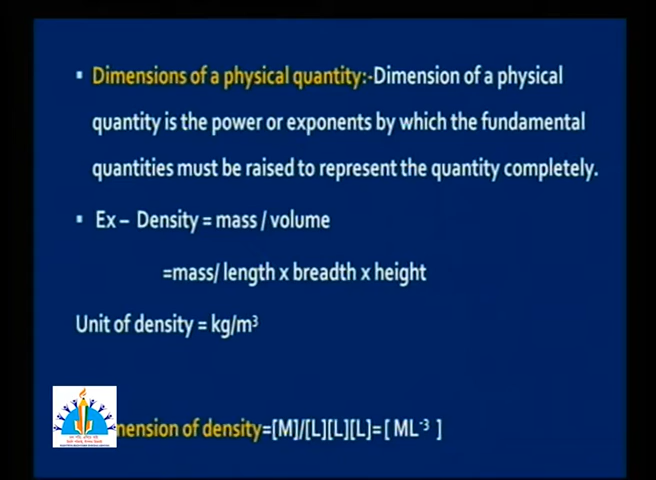 ▪ Dimensions of a physical quantity:-Dimension of a physical
quantity is the power or exponents by which the fundamental
quantities must be raised to represent the quantity completely.
▪ Ex – Density = mass / volume
=mass/ length x breadth x height
Unit of density = kg/m³
nension of density=[M]/[L][L][L]=[ ML⁻³ ]